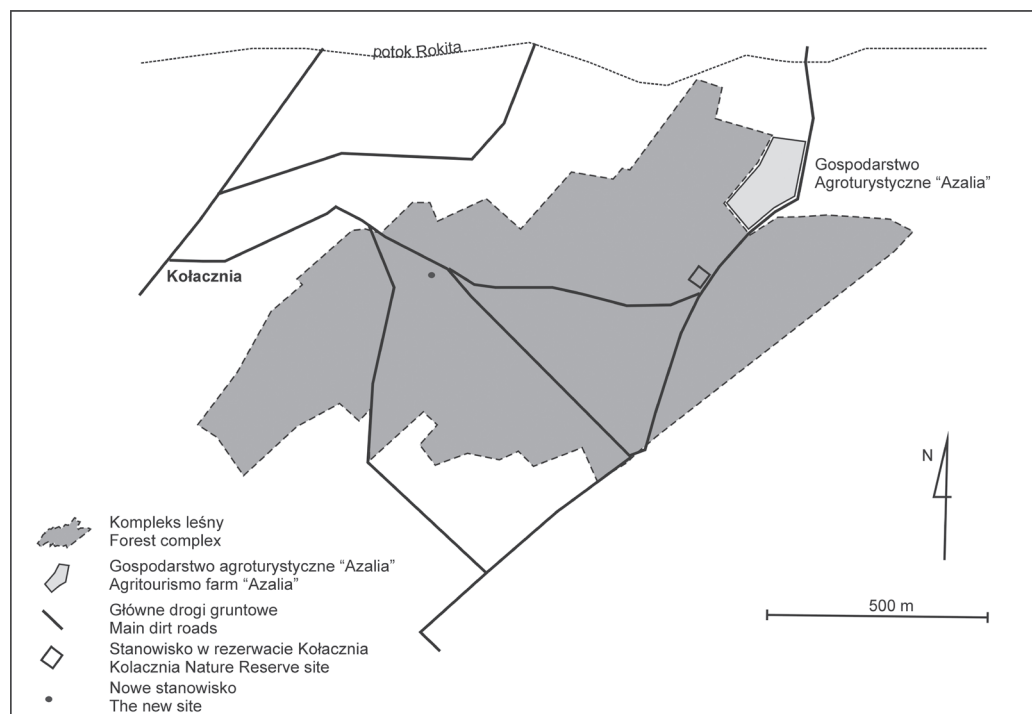 potok Rokita
Gospodarstwo
Agroturystyczne “Azalia”
Kołacznia
N
Kompleks leśny
Forest complex
Gospodarstwo agroturystyczne “Azalia”
Agritourismo farm “Azalia”
Główne drogi gruntowe
Main dirt roads
Stanowisko w rezerwacie Kołacznia
Kolacznia Nature Reserve site
Nowe stanowisko
The new site
500 m